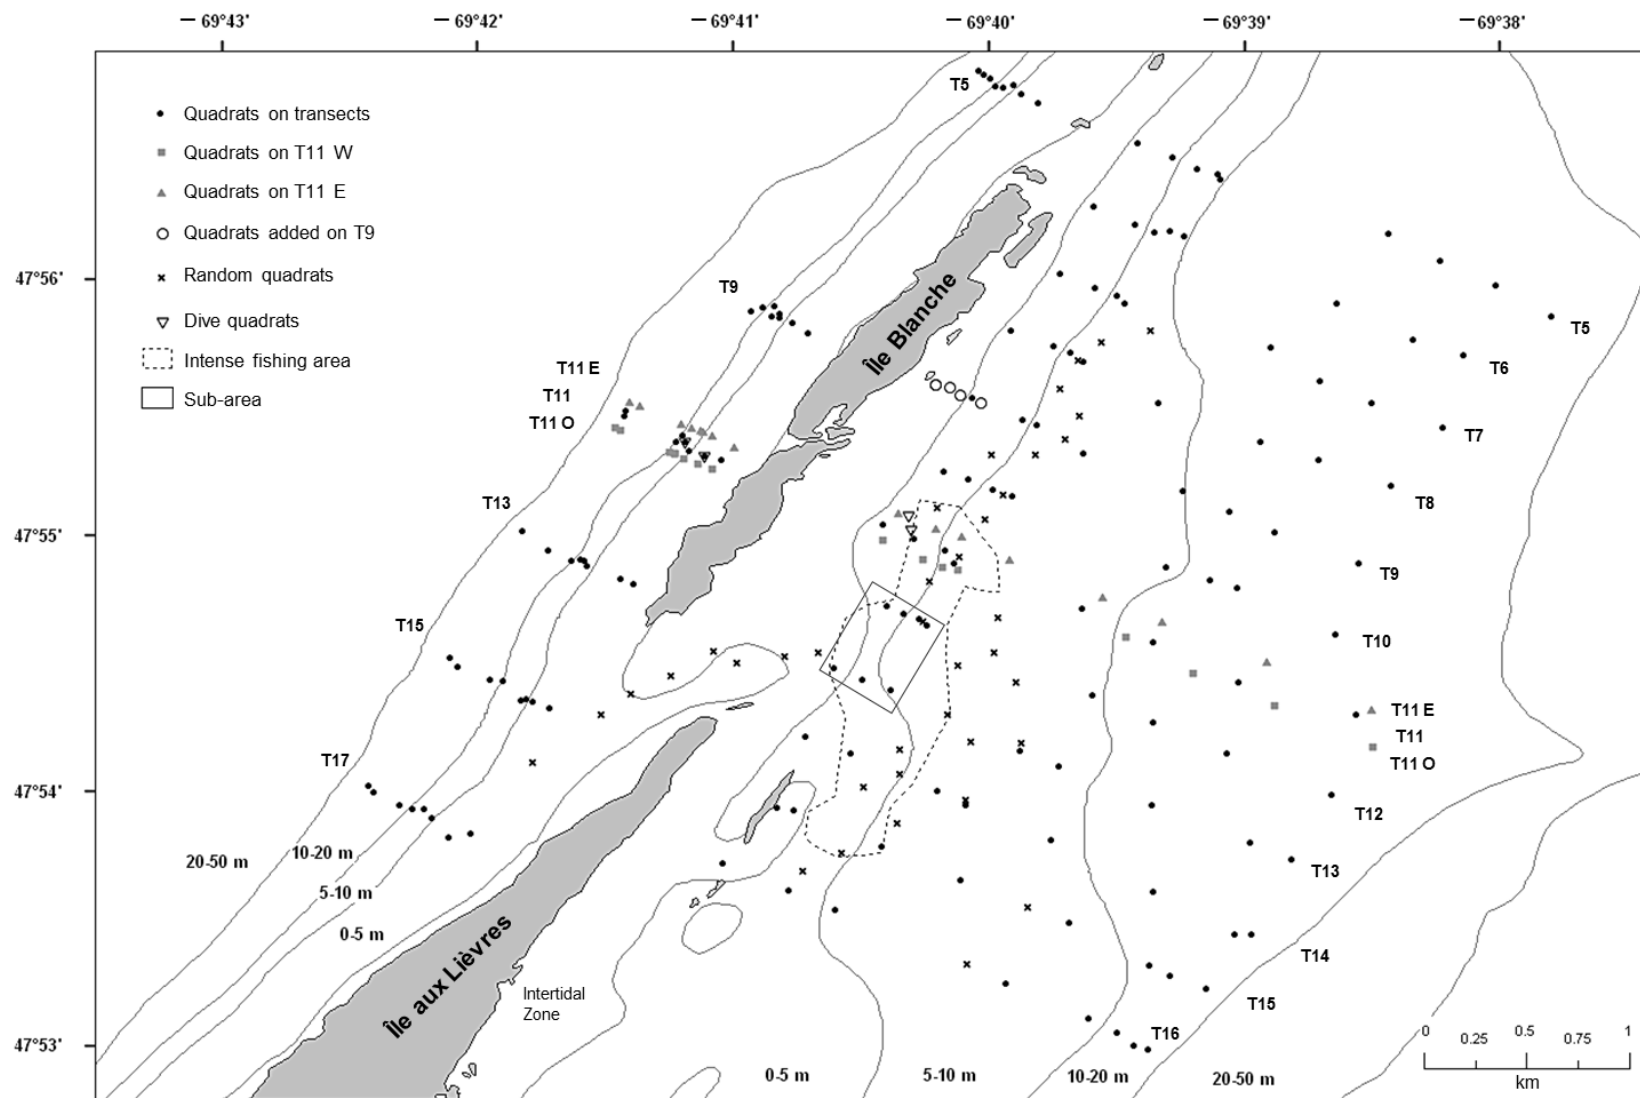 −69°43' −69°42' −69°41' −69°40' −69°39' −69°38'
T5
Quadrats on transects
Quadrats on T11 W
Quadrats on T11 E
Quadrats added on T9
Random quadrats
Dive quadrats
Intense fishing area
Sub-area
47°56'
47°55'
47°54'
47°53'
T9
T11 E
T11
T11 O
T13
T15
T17
Île Blanche
Île aux Lièvres
T5
T6
T7
T8
T9
T10
T11 E
T11
T11 O
T12
T13
T14
T15
T16
20-50 m
10-20 m
5-10 m
0-5 m
Intertidal
Zone
0-5 m
5-10 m
10-20 m
20-50 m
0 0.25 0.5 0.75 1
km